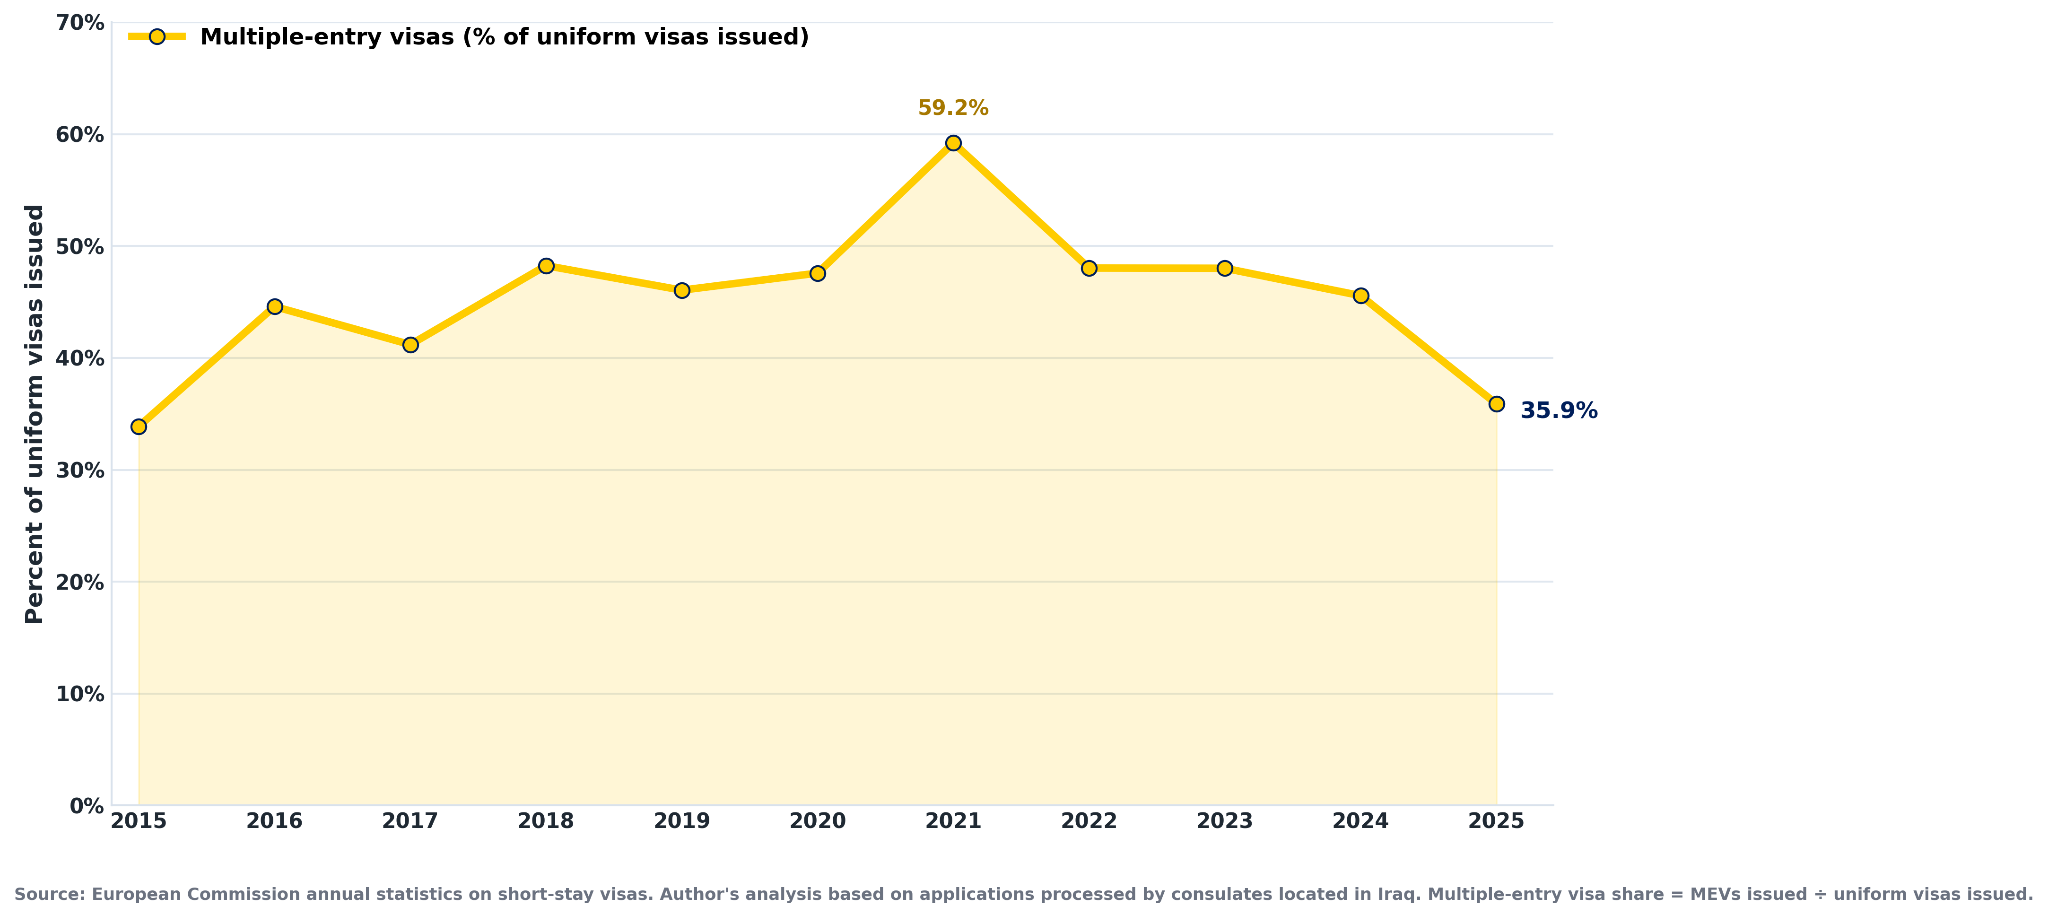 70%
Multiple-entry visas (% of uniform visas issued)
59.2%
60%
50%
40%
35.9%
30%
20%
10%
0%
Percent of uniform visas issued
2015 2016 2017 2018 2019 2020 2021 2022 2023 2024 2025
Source: European Commission annual statistics on short-stay visas. Author's analysis based on applications processed by consulates located in Iraq. Multiple-entry visa share = MEVs issued ÷ uniform visas issued.